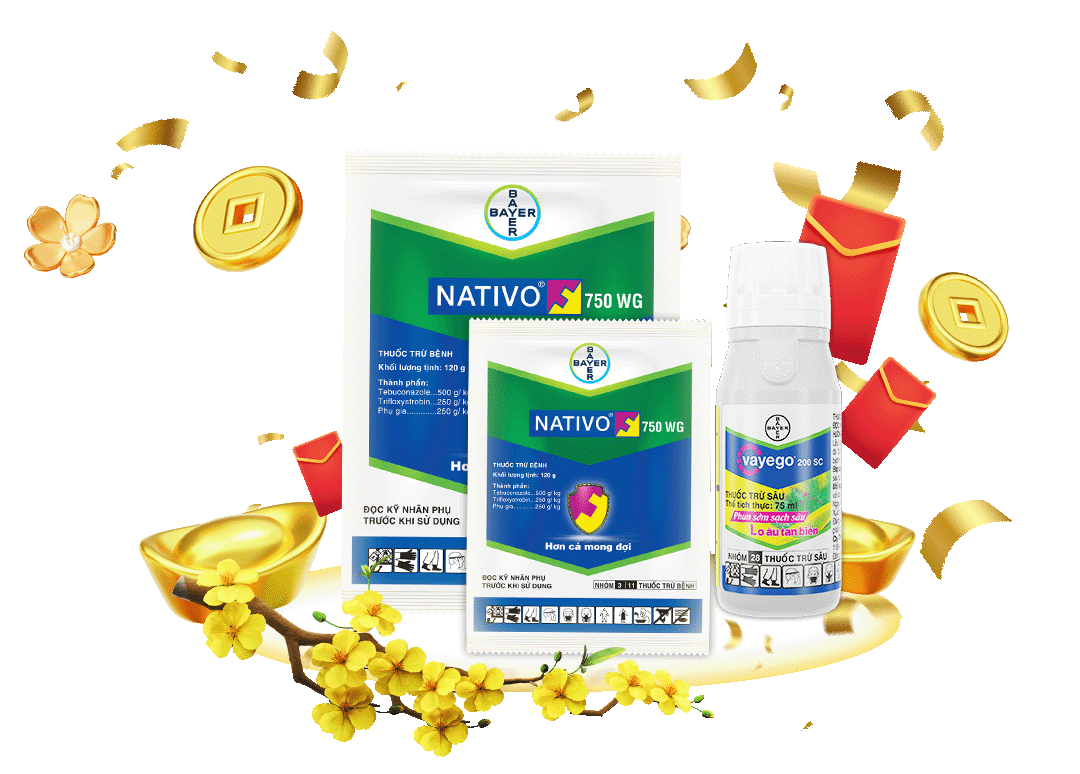 BAYER
BAYER
NATIVO® 750 WG
THUỐC TRỪ BỆNH
Khối lượng tịnh: 120 g
Thành phần:
Tebuconazole...500 g/ kg
Trifloxystrobin...250 g/ kg
Phụ gia.............250 g/ kg
ĐỌC KỸ NHÃN PHỤ
TRƯỚC KHI SỬ DỤNG
BAYER
BAYER
NATIVO® 750 WG
THUỐC TRỪ BỆNH
Khối lượng tịnh: 120 g
Thành phần:
Tebuconazole...500 g/ kg
Trifloxystrobin...250 g/ kg
Phụ gia.............250 g/ kg
Hơn cả mong đợi
ĐỌC KỸ NHÃN PHỤ
TRƯỚC KHI SỬ DỤNG
NHÓM 3 11 THUỐC TRỪ BỆNH
BAYER
BAYER
vayego® 200 SC
THUỐC TRỪ SÂU
Thể tích thực: 75 ml
Phun sớm sạch sâu
Lo âu tan biến
NHÓM 28 THUỐC TRỪ SÂU